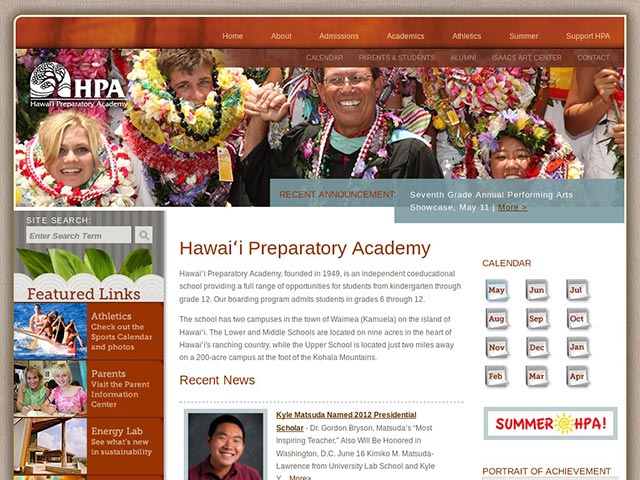 Home About Admissions Academics Athletics Summer Support HPA
CALENDAR PARENTS & STUDENTS ALUMNI ISAACS ART CENTER CONTACT
HPA
Hawai'i Preparatory Academy
RECENT ANNOUNCEMENT: Seventh Grade Annual Performing Arts
Showcase, May 11 | More >
SITE SEARCH:
Enter Search Term
Featured Links
Athletics
Check out the
Sports Calendar
and photos
Parents
Visit the Parent
Information
Center
Energy Lab
See what's new
in sustainability
Hawaiʻi Preparatory Academy
Hawaiʻi Preparatory Academy, founded in 1949, is an independent coeducational
school providing a full range of opportunities for students from kindergarten through
grade 12. Our boarding program admits students in grades 6 through 12.
The school has two campuses in the town of Waimea (Kamuela) on the island of
Hawaiʻi. The Lower and Middle Schools are located on nine acres in the heart of
Hawaiʻi's ranching country, while the Upper School is located just two miles away
on a 200-acre campus at the foot of the Kohala Mountains.
Recent News
Kyle Matsuda Named 2012 Presidential
Scholar - Dr. Gordon Bryson, Matsuda's “Most
Inspiring Teacher,” Also Will Be Honored in
Washington, D.C. June 16 Kimiko M. Matsuda-
Lawrence from University Lab School and Kyle
Y... More>
CALENDAR
May Jun Jul
Aug Sep Oct
Nov Dec Jan
Feb Mar Apr
SUMMER@HPA!
PORTRAIT OF ACHIEVEMENT